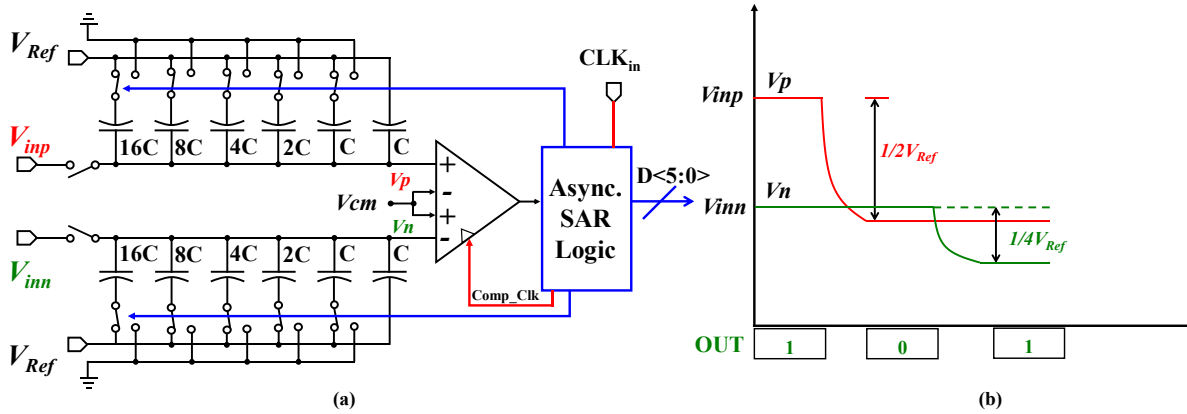 V_Ref
V_inp
16C 8C 4C 2C C C
CLK_in
+
-
+
-
Vp
Vcm
Vn
Async.
SAR
Logic
D<5:0>
V_inn
16C 8C 4C 2C C C
Comp_Clk
V_Ref
(a)
Vinp
Vp
1/2V_Ref
Vinn
Vn
1/4V_Ref
OUT 1 0 1
(b)